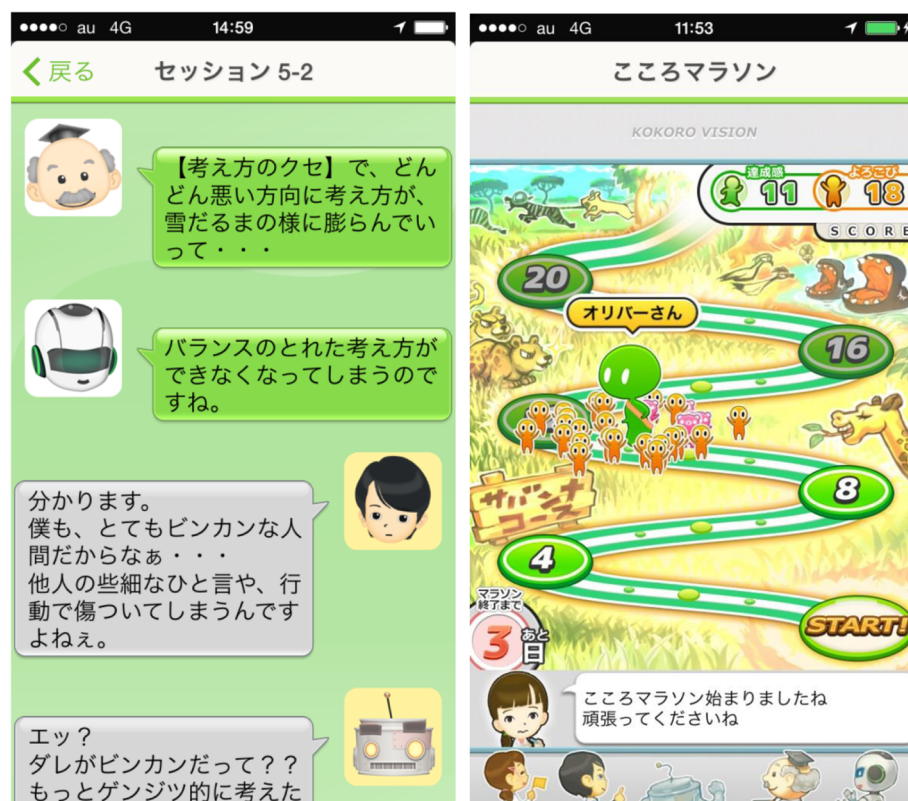 au 4G 14:59
戻る セッション 5-2
【考え方のクセ】で、どん
どん悪い方向に考え方が、
雪だるまの様に膨らんでい
って・・・
バランスのとれた考え方が
できなくなってしまうので
すね。
分かります。
僕も、とてもビンカンな人
間だからなぁ・・・
他人の些細なひと言や、行
動で傷ついてしまうんです
よねぇ。
エッ？
ダレがビンカンだって？？
もっとゲンジツ的に考えた
au 4G 11:53
こころマラソン
KOKORO VISION
達成感 11 よろこび 18
SCORE
20
オリバーさん
16
8
サバンナ
コース
4
マラソン
終了まで
あと
3日
START!
こころマラソン始まりましたね
頑張ってくださいね